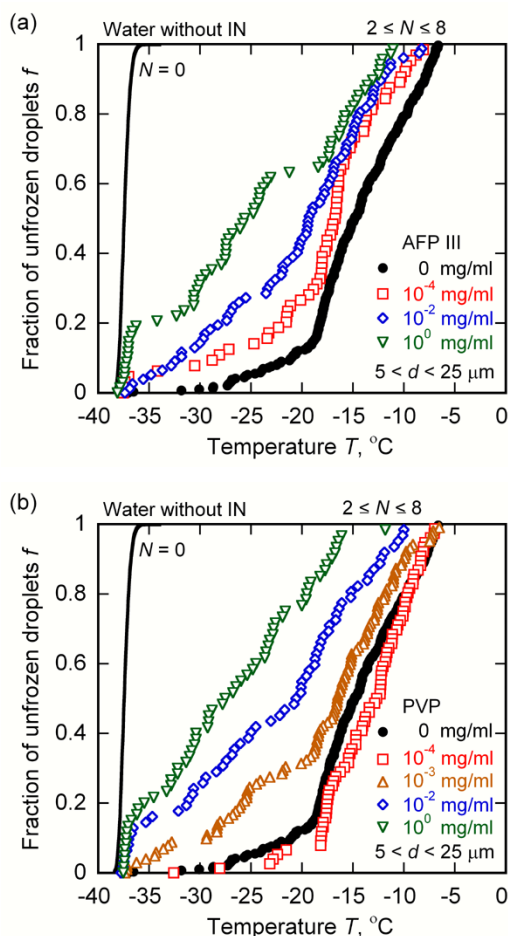 (a)
Water without IN
2 ≤ N ≤ 8
1
N = 0
0.8
0.6
Fraction of unfrozen droplets f
0.4
AFP III
0 mg/ml
10⁻⁴ mg/ml
10⁻² mg/ml
10⁰ mg/ml
0.2
5 < d < 25 μm
0
-40 -35 -30 -25 -20 -15 -10 -5 0
Temperature T, °C
(b)
Water without IN
2 ≤ N ≤ 8
1
N = 0
0.8
0.6
Fraction of unfrozen droplets f
0.4
PVP
0 mg/ml
10⁻⁴ mg/ml
10⁻³ mg/ml
10⁻² mg/ml
10⁰ mg/ml
0.2
5 < d < 25 μm
0
-40 -35 -30 -25 -20 -15 -10 -5 0
Temperature T, °C